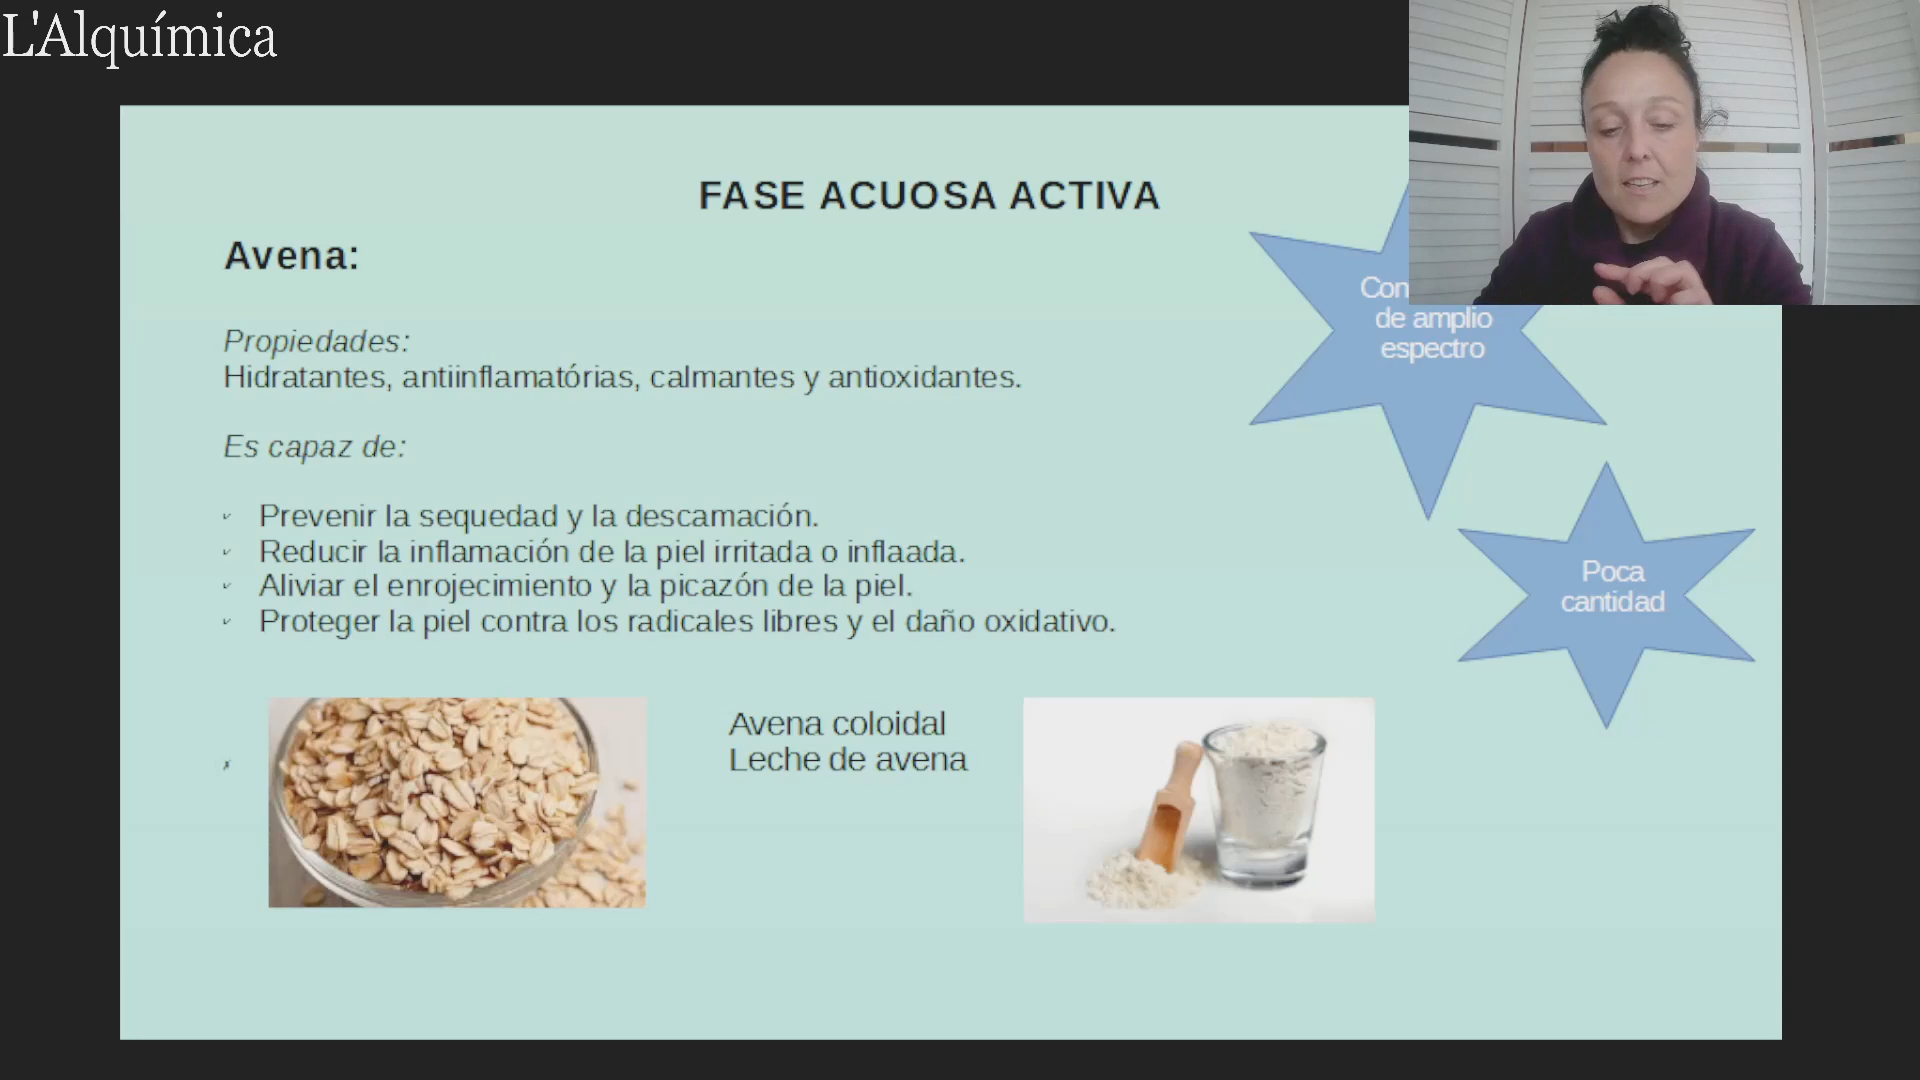 L'Alquímica
FASE ACUOSA ACTIVA
Avena:
Propiedades:
Hidratantes, antiinflamatórias, calmantes y antioxidantes.
Es capaz de:
Prevenir la sequedad y la descamación.
Reducir la inflamación de la piel irritada o inflaada.
Aliviar el enrojecimiento y la picazón de la piel.
Proteger la piel contra los radicales libres y el daño oxidativo.
Avena coloidal
Leche de avena
de amplio
espectro
Poca
cantidad